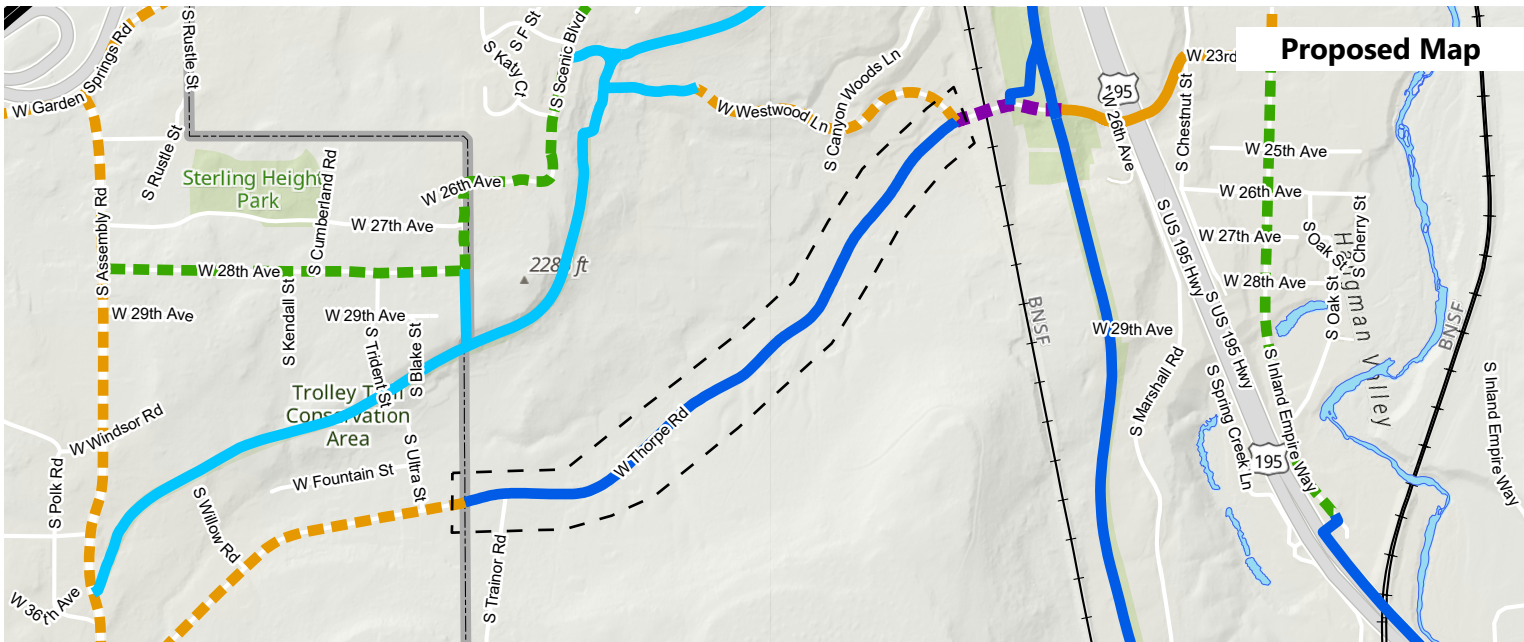 Proposed Map
S Rustle St
W Garden Springs Rd
S F St
S Katy Ct
S Scenic Blvd
W 23rd
195
S Canyon Woods Ln
W Westwood Ln
W 26th Ave
S Chestnut St
S Rustle St
W 25th Ave
Sterling Height
Park
S Cumberland Rd
W 26th Ave
W 26th Ave
S Assembly Rd
W 27th Ave
W 27th Ave
S Oak St
S Cherry St
S US 195 Hwy
W 28th Ave
228 ft
W 28th Ave
S Kendall St
W 29th Ave
W 29th Ave
S Trident St
S Blake St
BNSF
W 29th Ave
S US 195 Hwy
S Oak St
Hangman Valley
BNSF
S Marshall Rd
S Spring Creek Ln
S Inland Empire Way
S Inland Empire Way
Trolley Trail
Conservation
Area
W Windsor Rd
W Thorpe Rd
S Ultra St
195
S Polk Rd
W Fountain St
S Willow Rd
S Trainor Rd
W 36th Ave